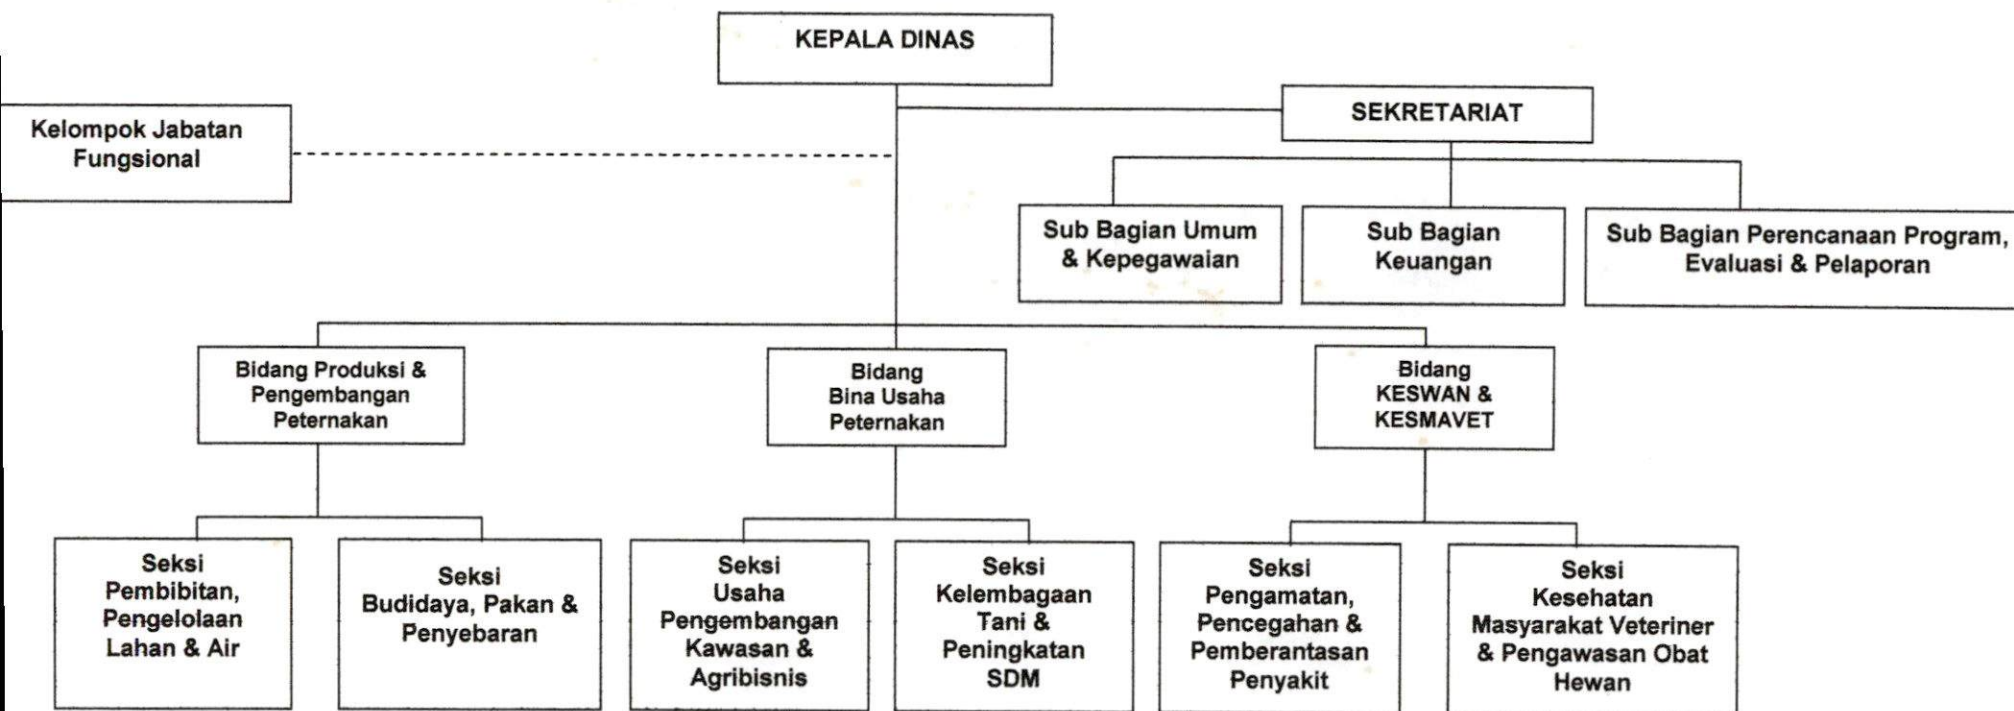 KEPALA DINAS
SEKRETARIAT
Kelompok Jabatan
Fungsional
Sub Bagian Umum
& Kepegawaian
Sub Bagian
Keuangan
Sub Bagian Perencanaan Program,
Evaluasi & Pelaporan
Bidang Produksi &
Pengembangan
Peternakan
Bidang
Bina Usaha
Peternakan
Bidang
KESWAN &
KESMAVET
Seksi
Pembibitan,
Pengelolaan
Lahan & Air
Seksi
Budidaya, Pakan &
Penyebaran
Seksi
Usaha
Pengembangan
Kawasan &
Agribisnis
Seksi
Kelembagaan
Tani &
Peningkatan
SDM
Seksi
Pengamatan,
Pencegahan &
Pemberantasan
Penyakit
Seksi
Kesehatan
Masyarakat Veteriner
& Pengawasan Obat
Hewan